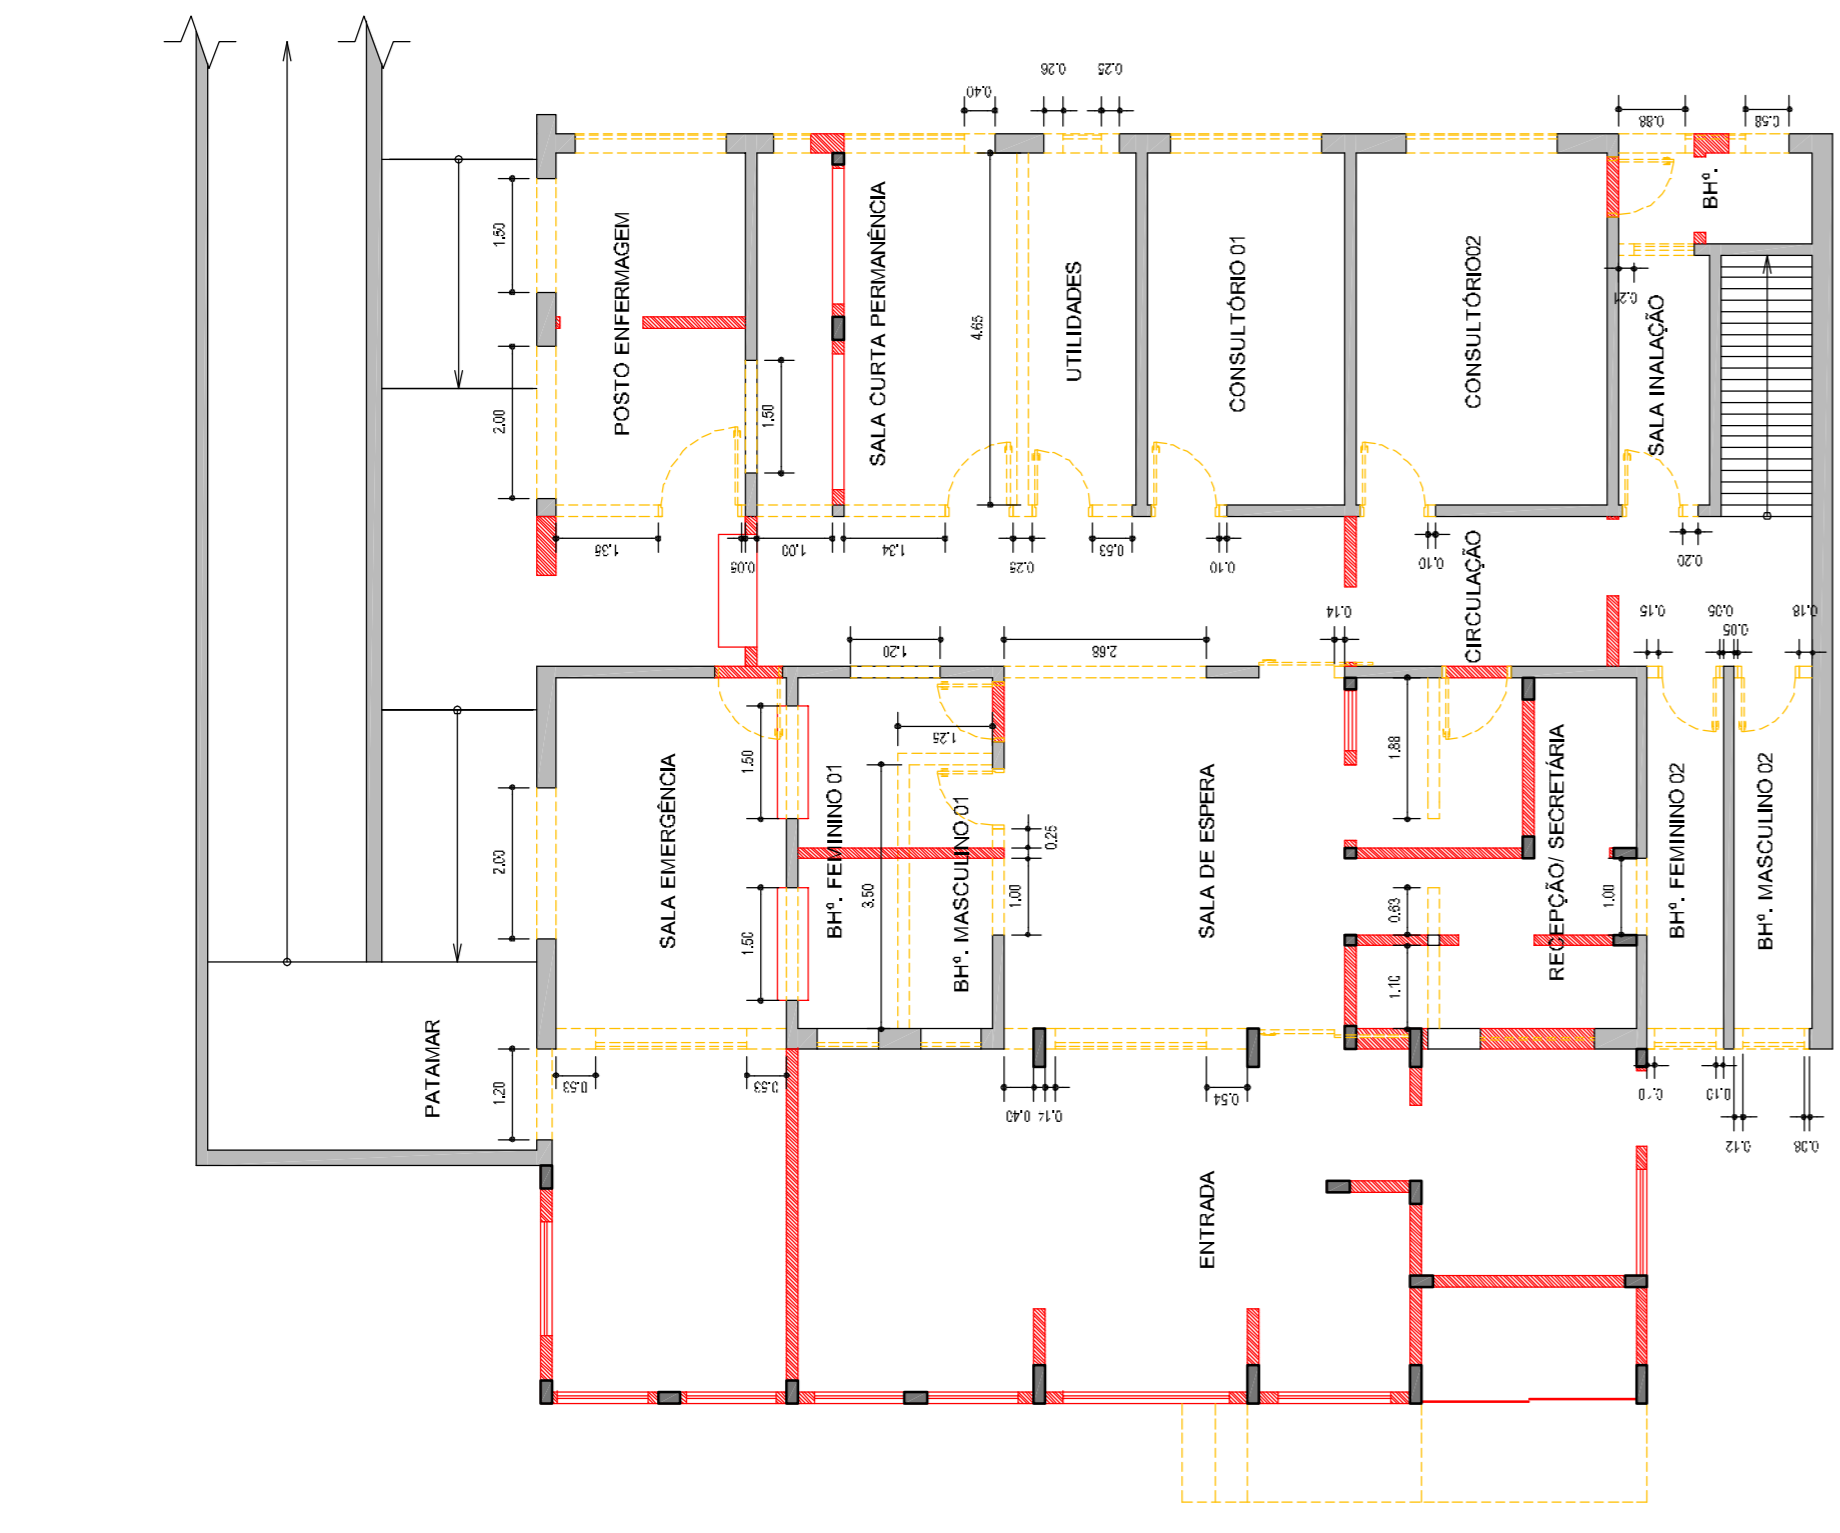 0.26
0.25
0.40
0.88
0.58
1.50
POSTO ENFERMAGEM
SALA CURTA PERMANÊNCIA
4.65
UTILIDADES
CONSULTÓRIO 01
CONSULTÓRIO02
BHº.
0.21
SALA INALAÇÃO
2.00
1.50
1.35
0.05
1.00
1.34
0.25
0.53
0.10
0.10
0.20
CIRCULAÇÃO
0.14
0.15
0.05
0.05
0.18
1.20
2.68
1.50
1.25
1.88
SALA EMERGÊNCIA
BHº. FEMININO 01
BHº. MASCULINO 01
SALA DE ESPERA
RECEPÇÃO/ SECRETÁRIA
BHº. FEMININO 02
BHº. MASCULINO 02
2.00
3.50
0.25
1.00
0.63
1.00
1.50
1.10
PATAMAR
1.20
0.53
0.53
0.40
0.14
0.54
0.10
0.10
0.12
0.08
ENTRADA